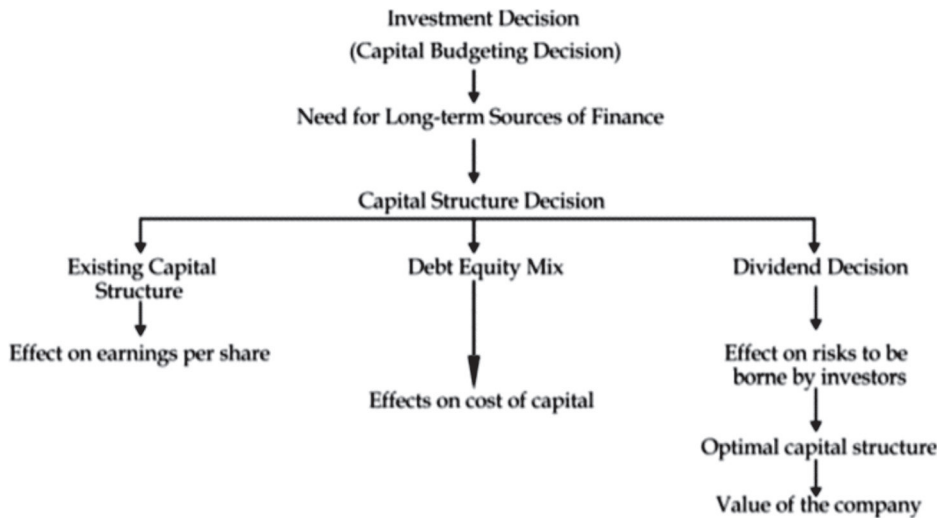 Investment Decision
(Capital Budgeting Decision)
Need for Long-term Sources of Finance
Capital Structure Decision
Existing Capital
Structure
Debt Equity Mix
Dividend Decision
Effect on earnings per share
Effects on cost of capital
Effect on risks to be
borne by investors
Optimal capital structure
Value of the company